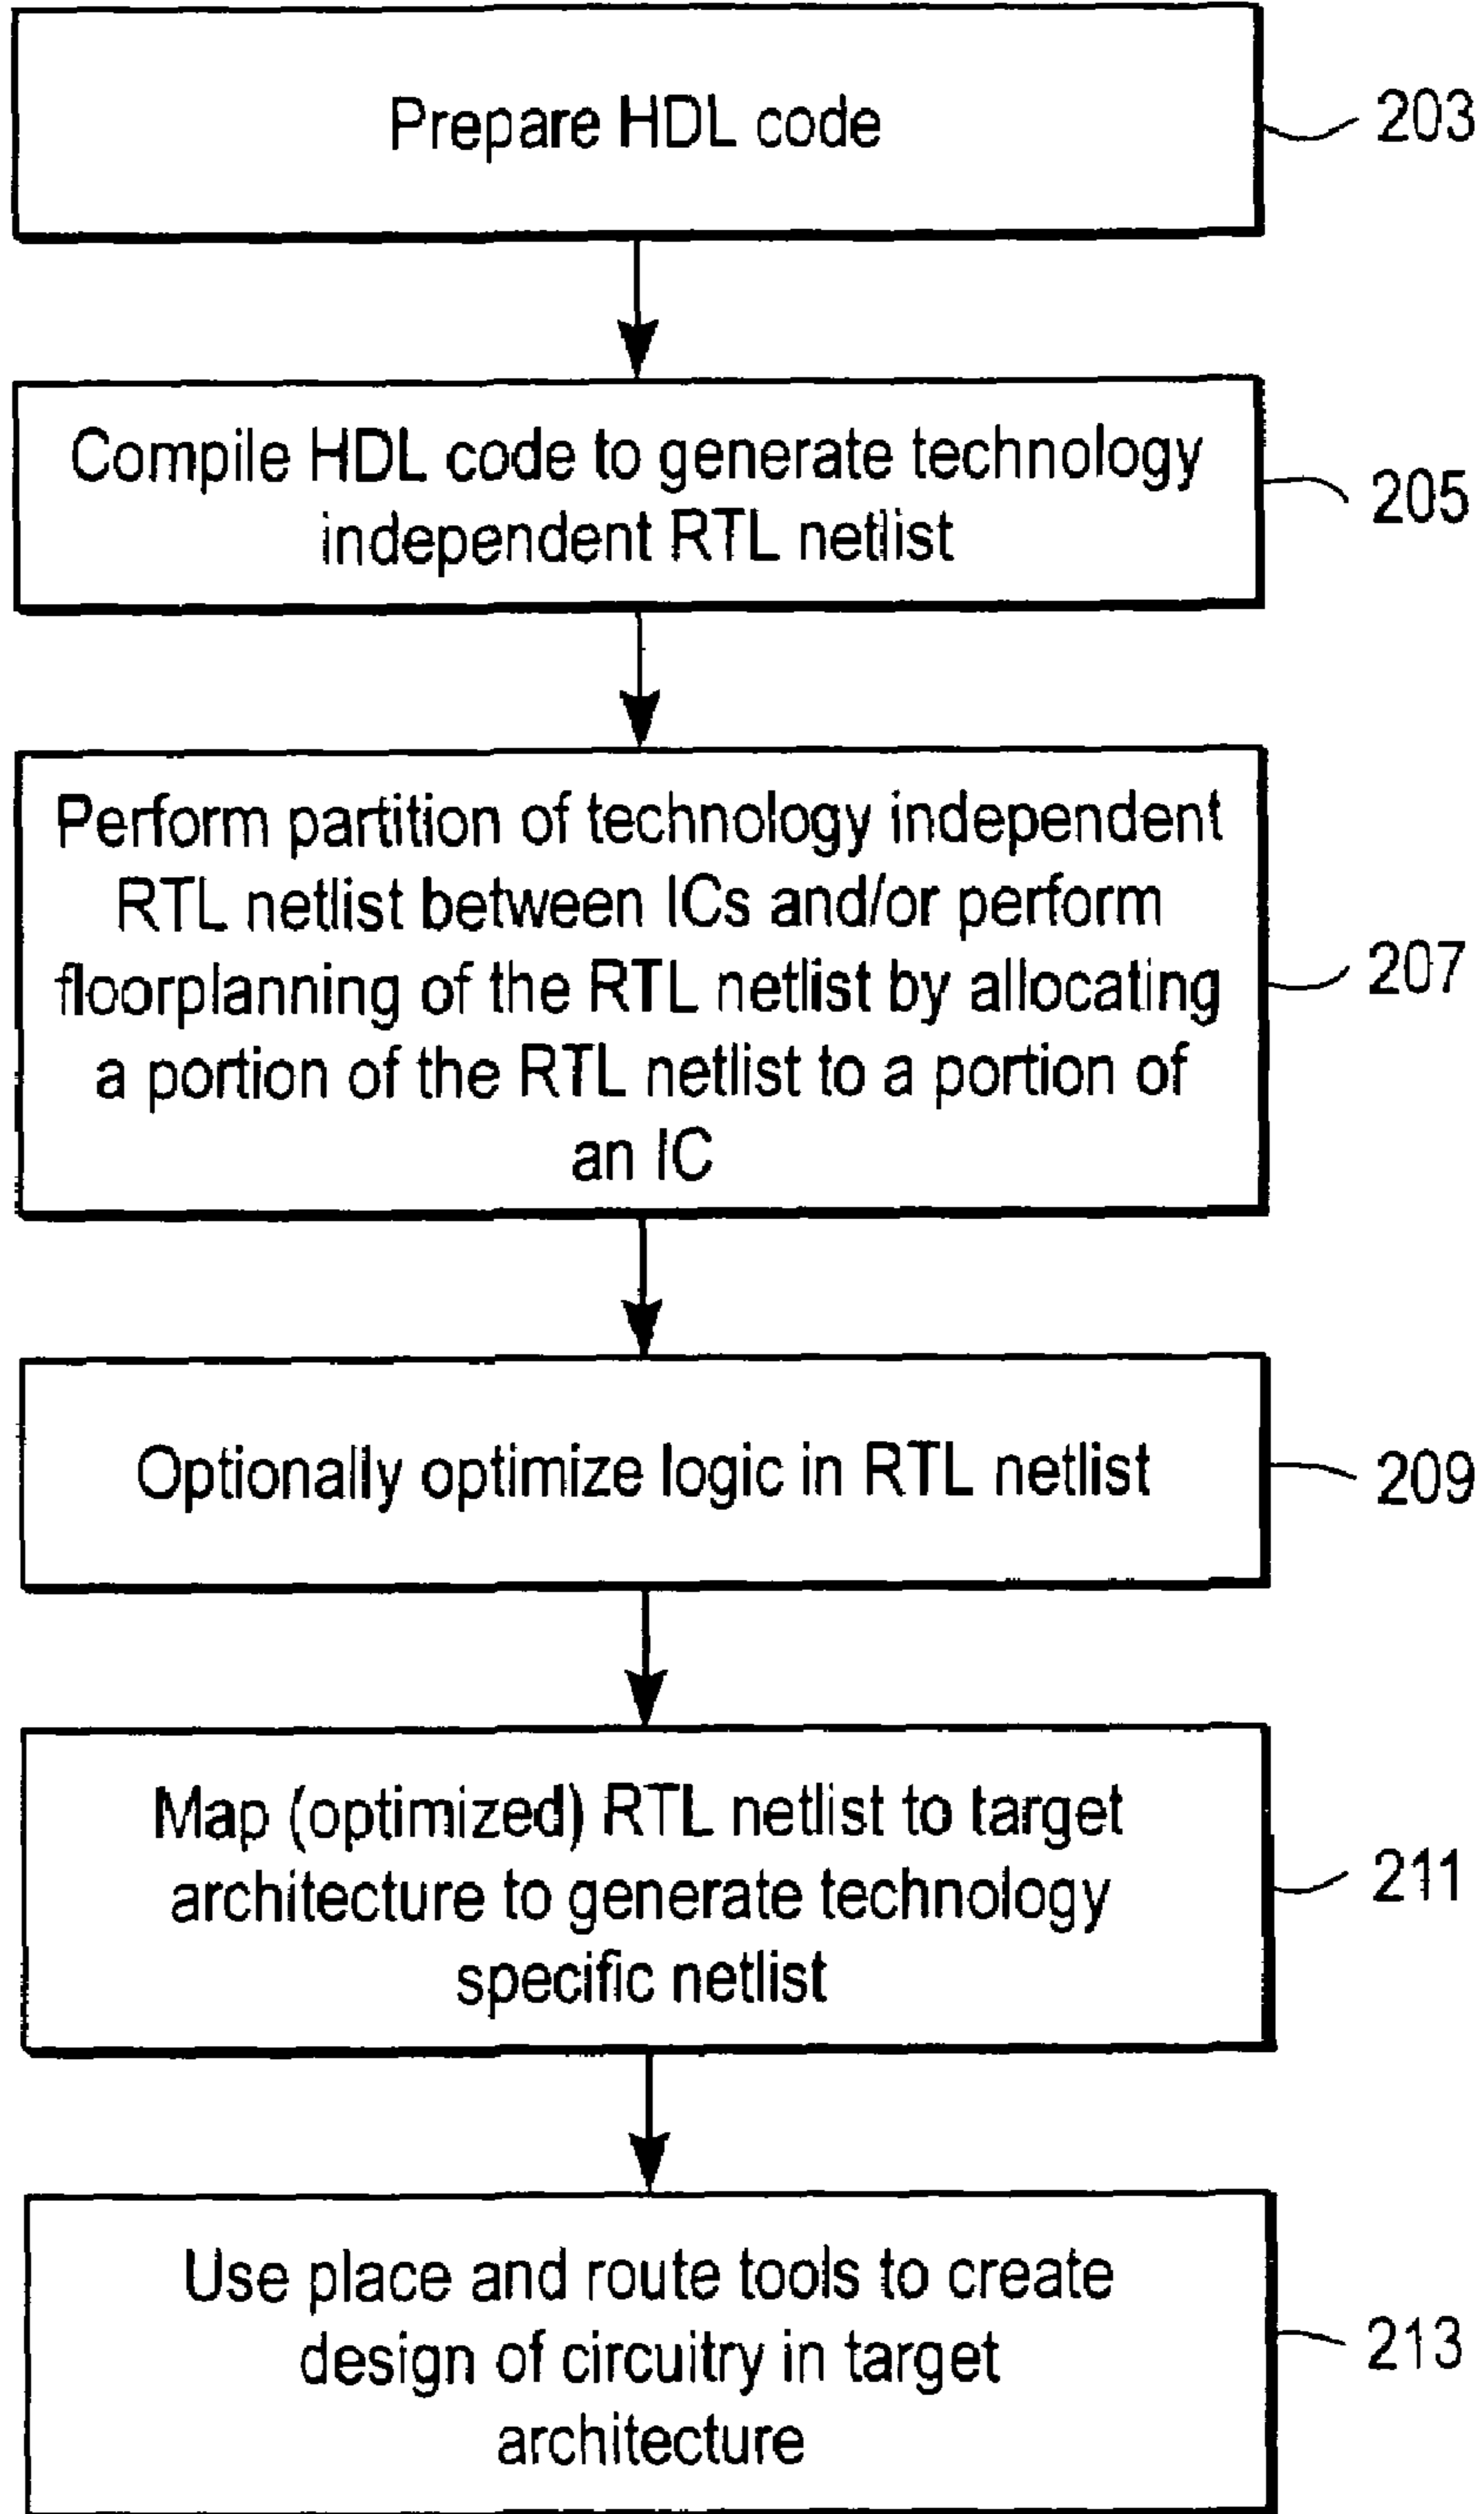 Prepare HDL code
203
Compile HDL code to generate technology
independent RTL netlist
205
Perform partition of technology independent
RTL netlist between ICs and/or perform
floorplanning of the RTL netlist by allocating
a portion of the RTL netlist to a portion of
an IC
207
Optionally optimize logic in RTL netlist
209
Map (optimized) RTL netlist to target
architecture to generate technology
specific netlist
211
Use place and route tools to create
design of circuitry in target
architecture
213